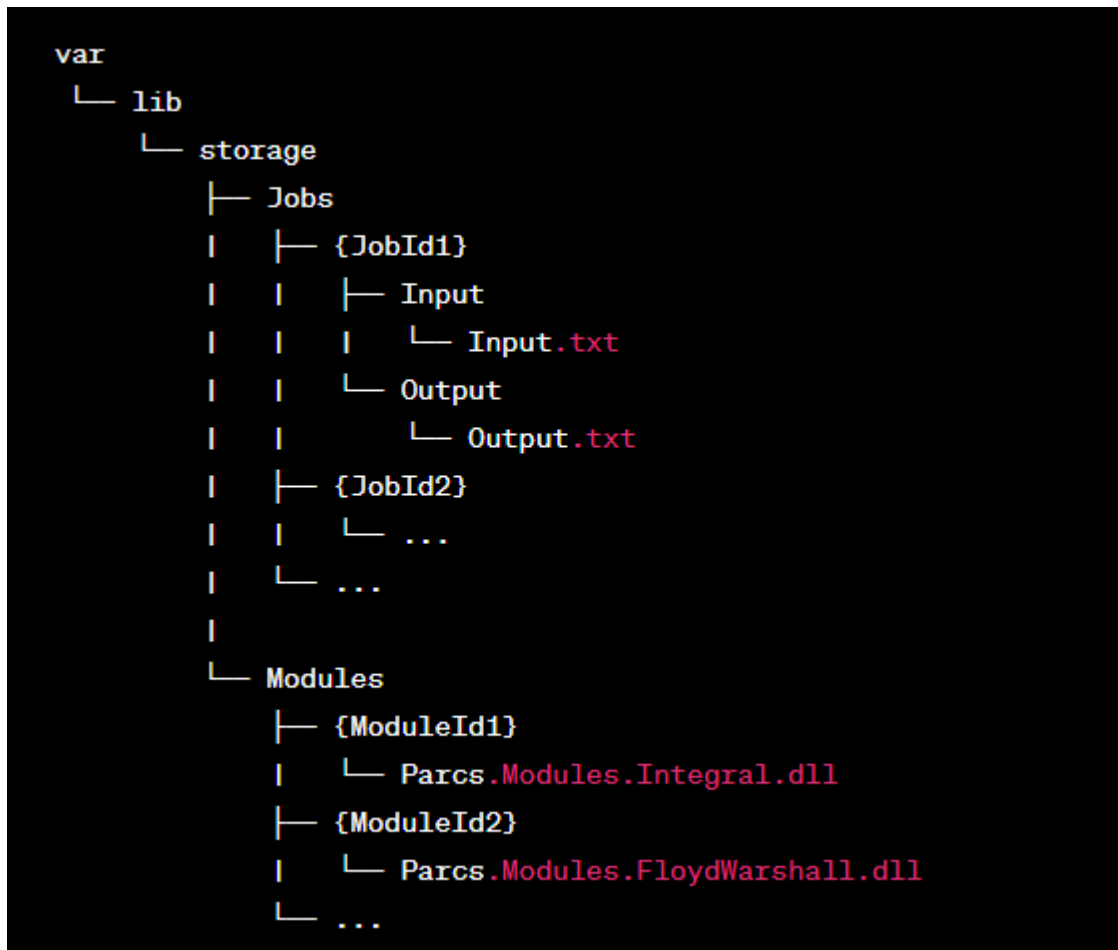 var
└── lib
    └── storage
        ├── Jobs
        |   ├── {JobId1}
        |   |   ├── Input
        |   |   |   └── Input.txt
        |   |   └── Output
        |   |       └── Output.txt
        |   ├── {JobId2}
        |   |   └── ...
        |   └── ...
        |
        └── Modules
            ├── {ModuleId1}
            |   └── Parcs.Modules.Integral.dll
            ├── {ModuleId2}
            |   └── Parcs.Modules.FloydWarshall.dll
            └── ...